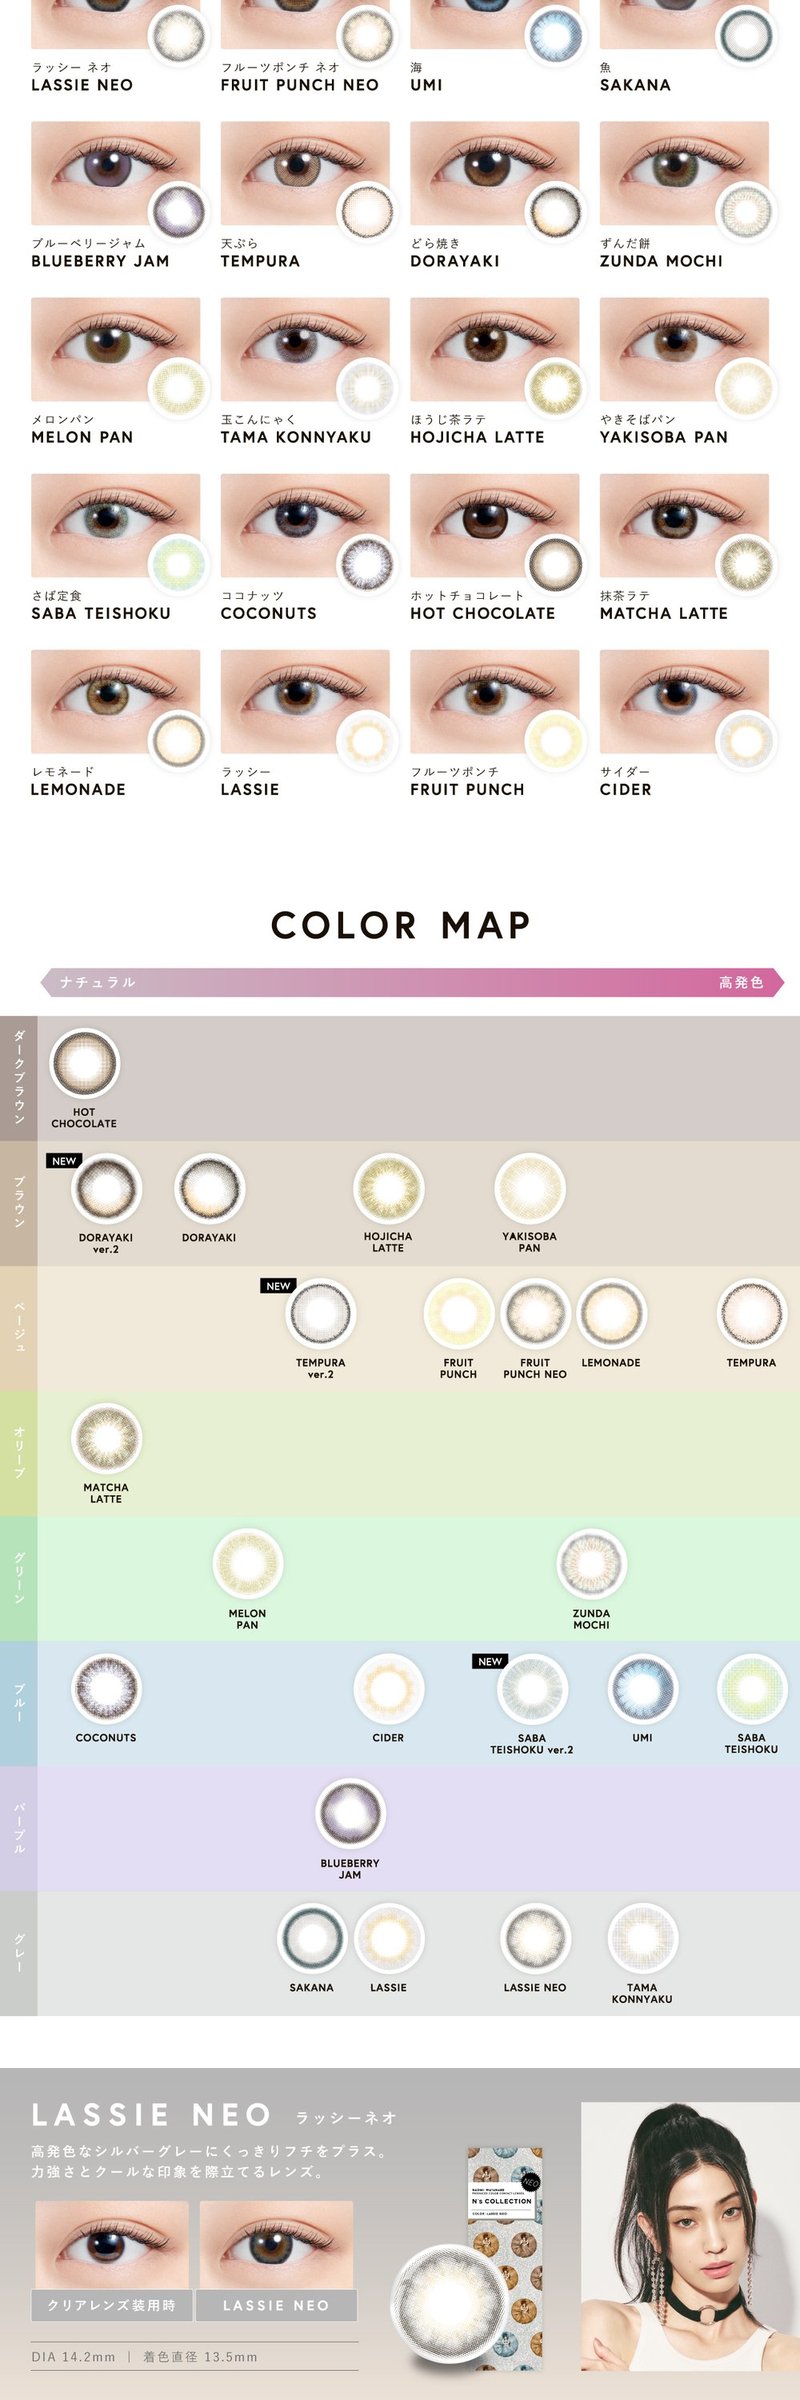 ラッシー ネオ
LASSIE NEO
フルーツポンチ ネオ
FRUIT PUNCH NEO
海
UMI
魚
SAKANA
ブルーベリージャム
BLUEBERRY JAM
天ぷら
TEMPURA
どら焼き
DORAYAKI
ずんだ餅
ZUNDA MOCHI
メロンパン
MELON PAN
玉こんにゃく
TAMA KONNYAKU
ほうじ茶ラテ
HOJICHA LATTE
やきそばパン
YAKISOBA PAN
さば定食
SABA TEISHOKU
ココナッツ
COCONUTS
ホットチョコレート
HOT CHOCOLATE
抹茶ラテ
MATCHA LATTE
レモネード
LEMONADE
ラッシー
LASSIE
フルーツポンチ
FRUIT PUNCH
サイダー
CIDER
COLOR MAP
ナチュラル
高発色
ダークブラウン
HOT
CHOCOLATE
ブラウン
NEW
DORAYAKI
ver.2
DORAYAKI
HOJICHA
LATTE
YAKISOBA
PAN
ベージュ
NEW
TEMPURA
ver.2
FRUIT
PUNCH
FRUIT
PUNCH NEO
LEMONADE
TEMPURA
オリーブ
MATCHA
LATTE
グリーン
MELON
PAN
ZUNDA
MOCHI
ブルー
COCONUTS
CIDER
NEW
SABA
TEISHOKU ver.2
UMI
SABA
TEISHOKU
パープル
BLUEBERRY
JAM
グレー
SAKANA
LASSIE
LASSIE NEO
TAMA
KONNYAKU
LASSIE NEO ラッシーネオ
高発色なシルバーグレーにくっきりフチをプラス。
力強さとクールな印象を際立てるレンズ。
クリアレンズ装用時
LASSIE NEO
DIA 14.2mm | 着色直径 13.5mm
NEO
N's COLLECTION
COLOR: LASSIE NEO